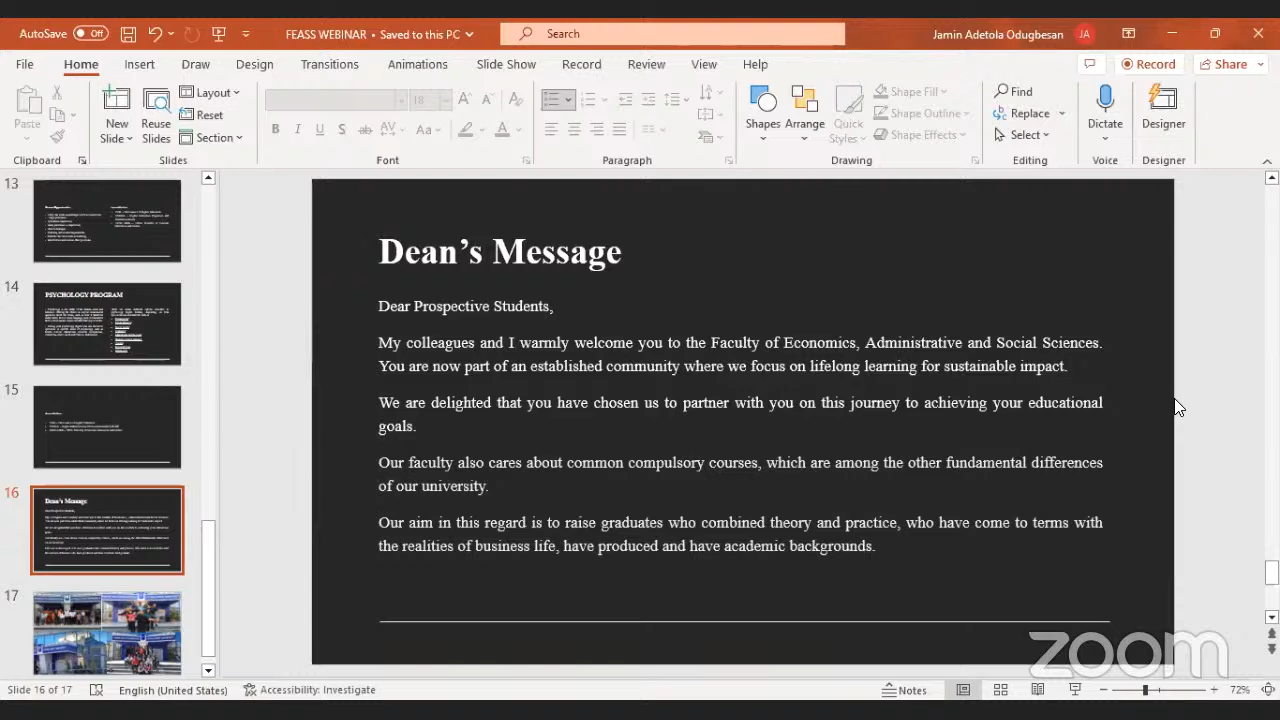 AutoSave Off FEASS WEBINAR • Saved to this PC Search Jamin Adetola Odugbesan JA
File Home Insert Draw Design Transitions Animations Slide Show Record Review View Help Record Share
Paste New Slide Reuse Slides Layout Reset Section 18 Shapes Arrange Quick Styles Shape Fill Shape Outline Shape Effects Find Replace Select Dictate Designer
Clipboard Slides Font Paragraph Drawing Editing Voice Designer
13
14
PSYCHOLOGY PROGRAM
15
16
Dean's Message
17
Dean’s Message
Dear Prospective Students,
My colleagues and I warmly welcome you to the Faculty of Economics, Administrative and Social Sciences.
You are now part of an established community where we focus on lifelong learning for sustainable impact.
We are delighted that you have chosen us to partner with you on this journey to achieving your educational
goals.
Our faculty also cares about common compulsory courses, which are among the other fundamental differences
of our university.
Our aim in this regard is to raise graduates who combine theory and practice, who have come to terms with
the realities of business life, have produced and have academic backgrounds.
zoom
Slide 16 of 17 English (United States) Accessibility: Investigate Notes 72%